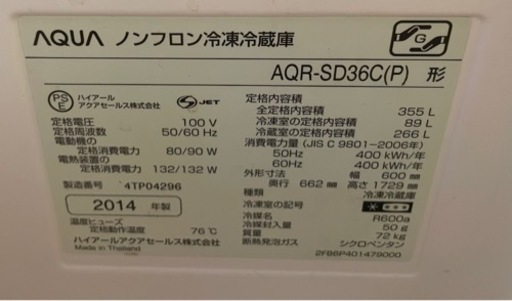 AQUA ノンフロン冷凍冷蔵庫
AQR-SD36C(P) 形
PSE ハイアール
アクアセールス株式会社
S JET
定格電圧 100 V
定格周波数 50/60 Hz
電動機の
定格消費電力 80/90 W
電熱装置の
定格消費電力 132/132 W
製造番号 4TP04296
2014 年製
温度ヒューズ
定格動作温度 76℃
ハイアールアクアセールス株式会社
Made in Thailand
定格内容積
全定格内容積 355 L
冷凍室の定格内容積 89 L
冷蔵室の定格内容積 266 L
消費電力量 (JIS C 9801-2006年)
50Hz 400 kWh/年
60Hz 400 kWh/年
外形寸法 幅 600 mm
奥行 662 mm 高さ 1729 mm
種類 冷凍冷蔵庫
冷凍室の記号
冷媒名 R600a
冷媒封入量 50 g
質量 72 kg
断熱発泡ガス シクロペンタン
2FB6P401479000